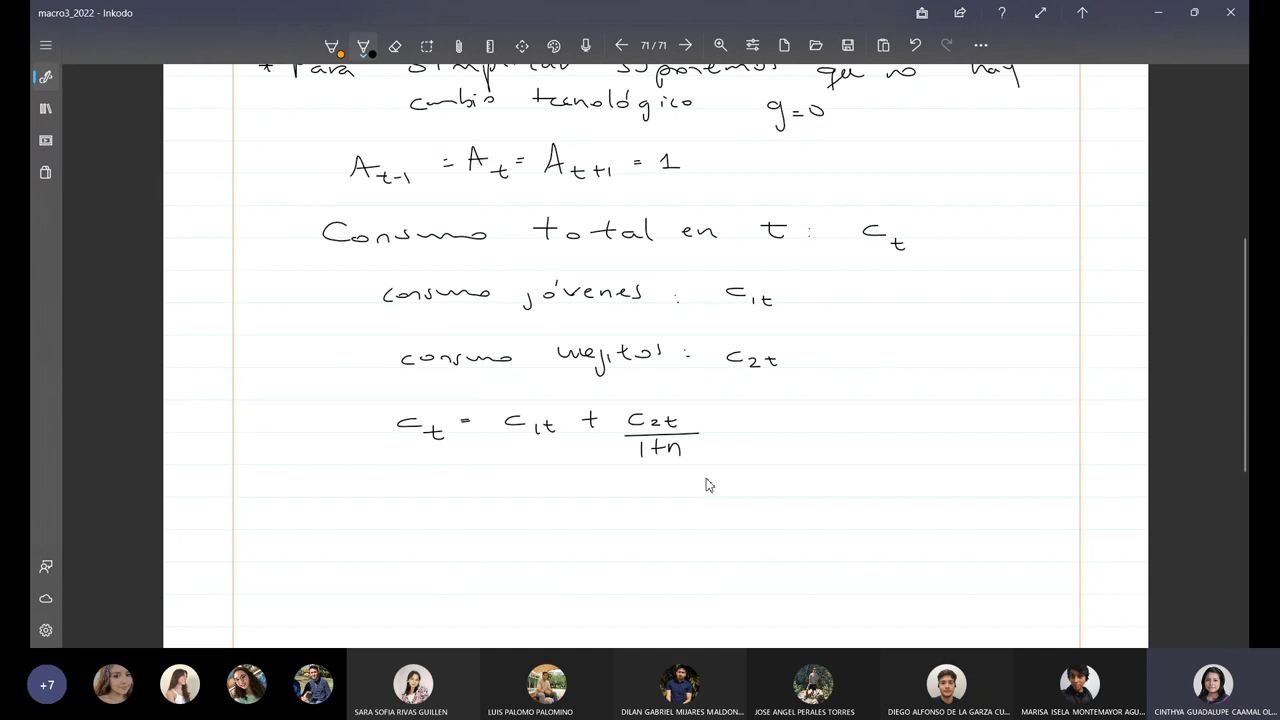 macro3_2022 - Inkodo
71/71
* Para simplificar suponemos que no hay
cambio tecnológico g=0
A_{t-1} = A_t = A_{t+1} = 1
Consumo total en t : C_t
consumo jóvenes : C_{1t}
consumo viejitos : C_{2t}
C_t = C_{1t} + C_{2t}
1+n
+7
SARA SOFIA RIVAS GUILLEN
LUIS PALOMO PALOMINO
DILAN GABRIEL MIJARES MALDON...
JOSE ANGEL PERALES TORRES
DIEGO ALFONSO DE LA GARZA CU...
MARISA ISELA MONTEMAYOR AGU...
CINTHYA GUADALUPE CAAMAL OL...